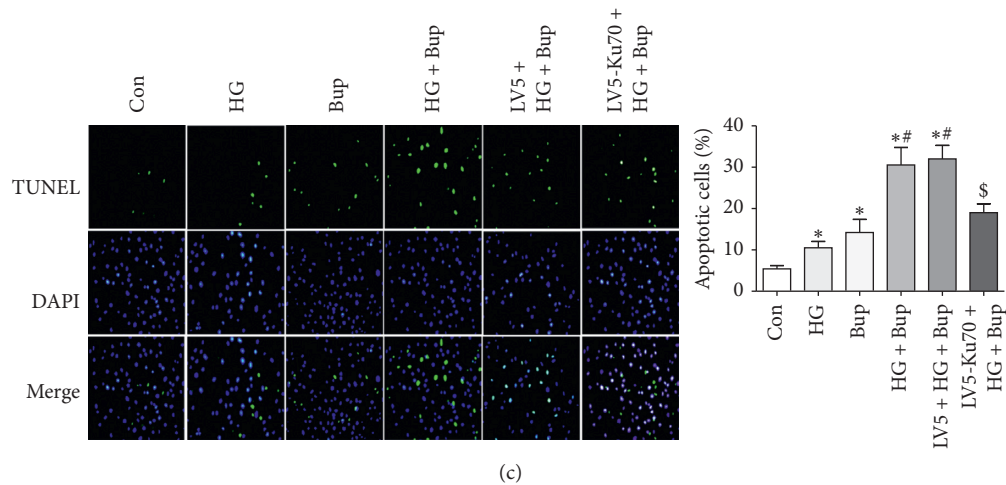 Con
HG
Bup
HG + Bup
LV5 +
HG + Bup
LV5-Ku70 +
HG + Bup
TUNEL
DAPI
Merge
Apoptotic cells (%)
40
30
20
10
0
*
*
*#
*#
$
Con
HG
Bup
HG + Bup
LV5 + HG + Bup
LV5-Ku70 +
HG + Bup
(c)